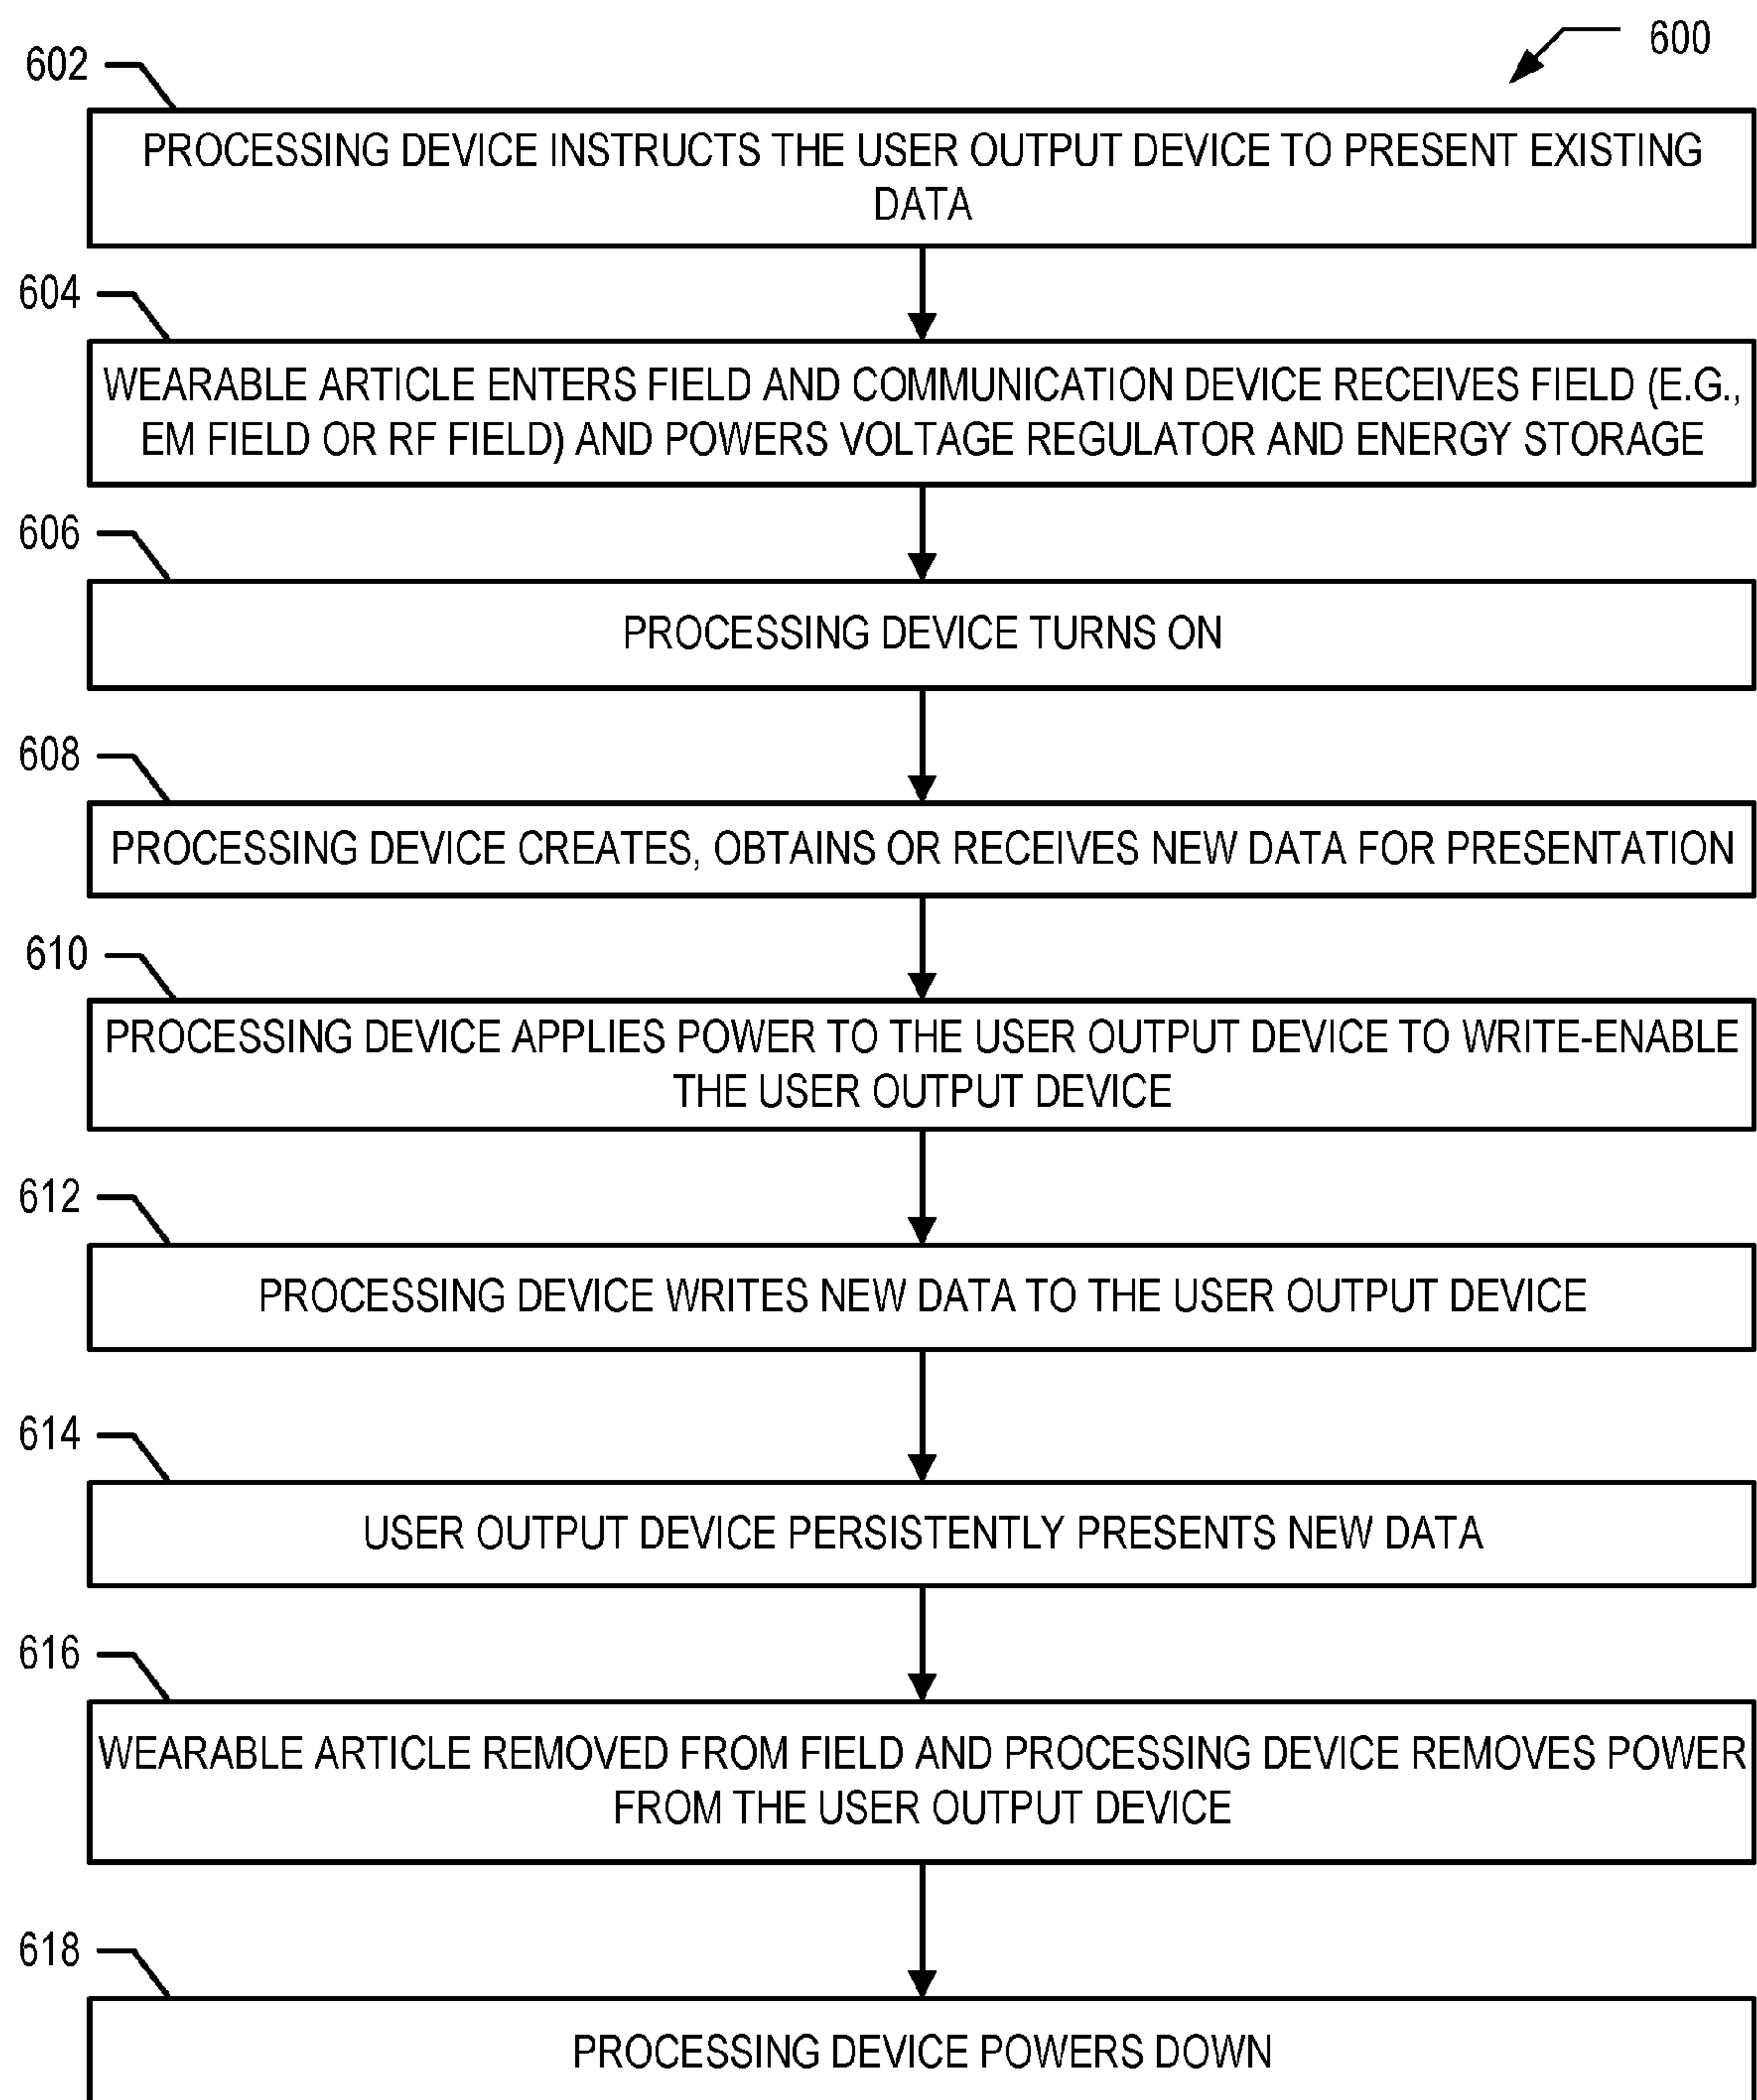 600
602
PROCESSING DEVICE INSTRUCTS THE USER OUTPUT DEVICE TO PRESENT EXISTING
DATA
604
WEARABLE ARTICLE ENTERS FIELD AND COMMUNICATION DEVICE RECEIVES FIELD (E.G.,
EM FIELD OR RF FIELD) AND POWERS VOLTAGE REGULATOR AND ENERGY STORAGE
606
PROCESSING DEVICE TURNS ON
608
PROCESSING DEVICE CREATES, OBTAINS OR RECEIVES NEW DATA FOR PRESENTATION
610
PROCESSING DEVICE APPLIES POWER TO THE USER OUTPUT DEVICE TO WRITE-ENABLE
THE USER OUTPUT DEVICE
612
PROCESSING DEVICE WRITES NEW DATA TO THE USER OUTPUT DEVICE
614
USER OUTPUT DEVICE PERSISTENTLY PRESENTS NEW DATA
616
WEARABLE ARTICLE REMOVED FROM FIELD AND PROCESSING DEVICE REMOVES POWER
FROM THE USER OUTPUT DEVICE
618
PROCESSING DEVICE POWERS DOWN